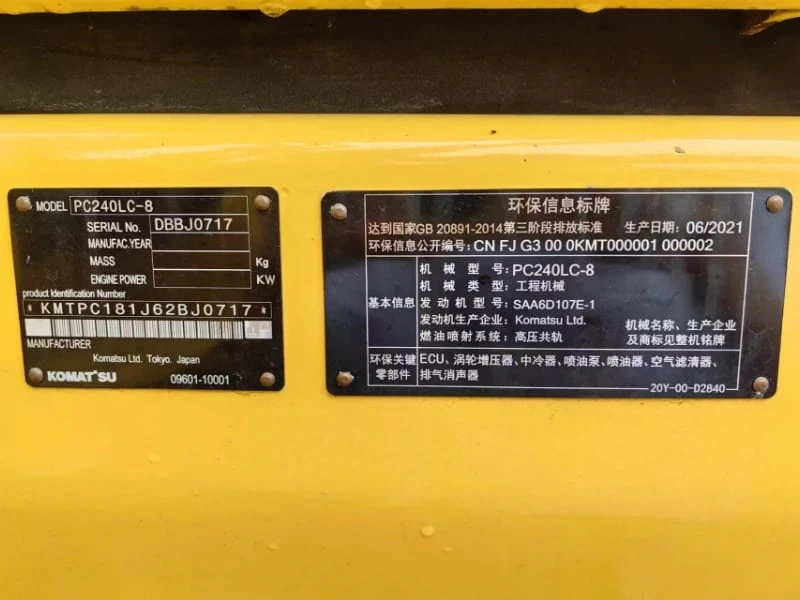 MODEL PC240LC-8
SERIAL No. DBBJ0717
MANUFAC.YEAR
MASS Kg
ENGINE POWER KW
product Identification Number
*KMTPC181J62BJ0717*
MANUFACTURER
Komatsu Ltd. Tokyo. Japan
KOMATSU 09601-10001
环保信息标牌
达到国家GB 20891-2014第三阶段排放标准 生产日期: 06/2021
环保信息公开编号: CN FJ G3 00 0KMT000001 000002
基本信息
机械型号: PC240LC-8
机械类型: 工程机械
发动机型号: SAA6D107E-1
发动机生产企业: Komatsu Ltd.
燃油喷射系统: 高压共轨
机械名称、生产企业
及商标见整机铭牌
环保关键
零部件
ECU、涡轮增压器、中冷器、喷油泵、喷油器、空气滤清器、
排气消声器
20Y-00-D2840